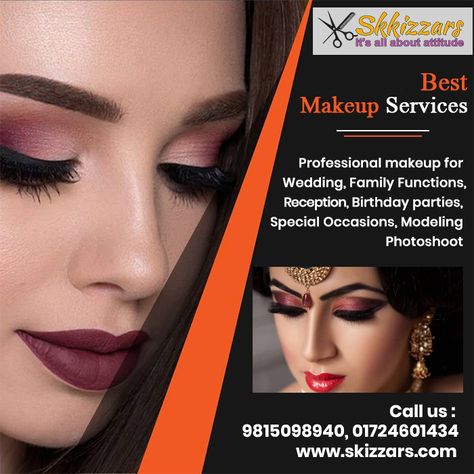 Skkizzars
it's all about attitude
Best
Makeup Services
Professional makeup for
Wedding, Family Functions,
Reception, Birthday parties,
Special Occasions, Modeling
Photoshoot
Call us :
9815098940, 01724601434
www.skizzars.com